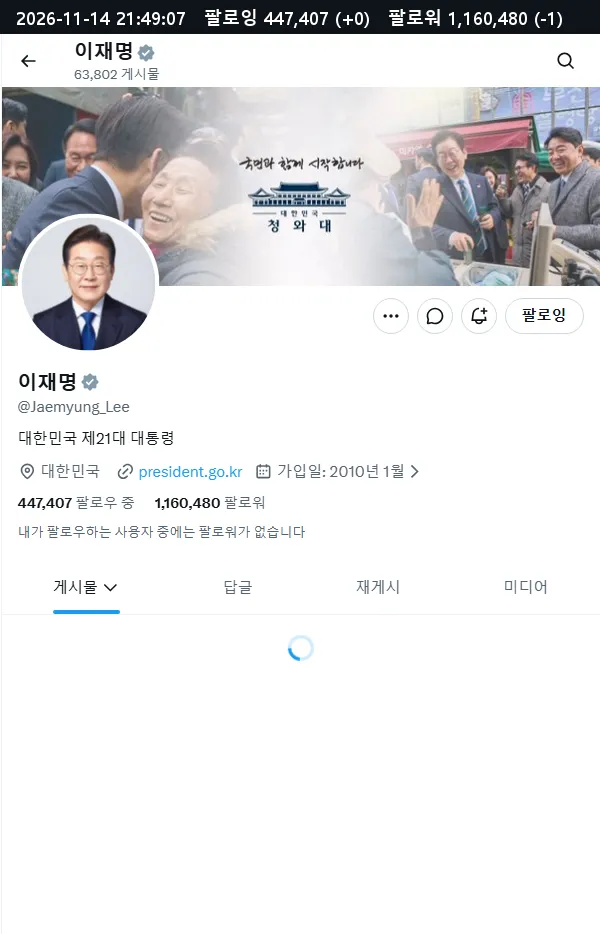 2026-11-14 21:49:07 팔로잉 447,407 (+0) 팔로워 1,160,480 (-1)
이재명
63,802 게시물
국민과 함께 시작합니다
대한민국
청와대
팔로잉
이재명
@Jaemyung_Lee
대한민국 제21대 대통령
대한민국 president.go.kr 가입일: 2010년 1월
447,407 팔로우 중 1,160,480 팔로워
내가 팔로우하는 사용자 중에는 팔로워가 없습니다
게시물 답글 재게시 미디어